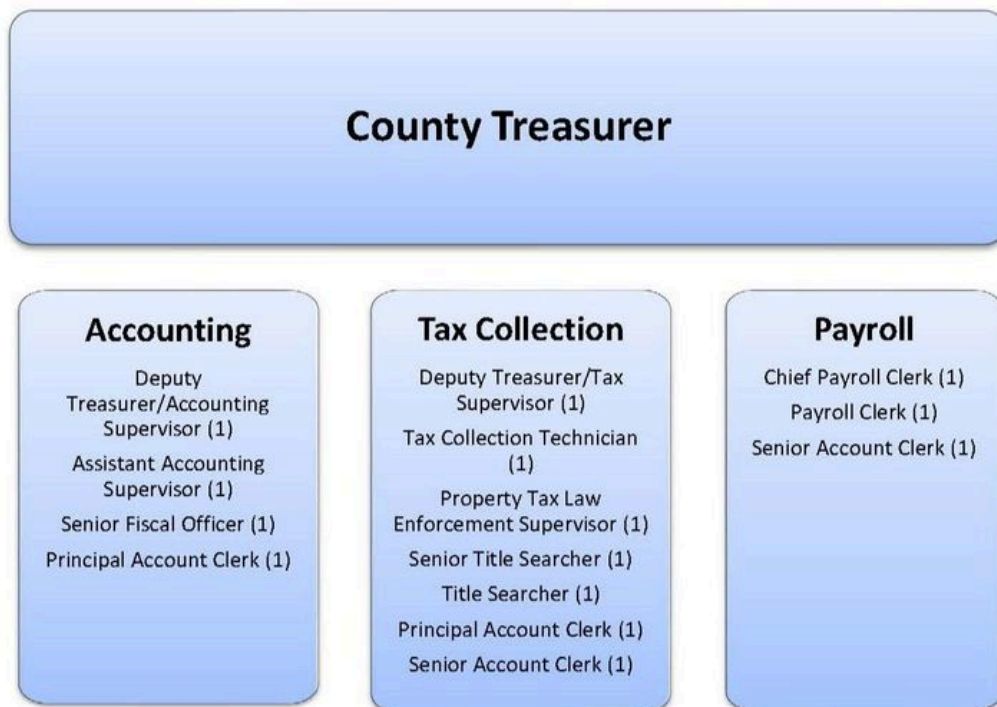 County Treasurer
Accounting
Deputy
Treasurer/Accounting
Supervisor (1)
Assistant Accounting
Supervisor (1)
Senior Fiscal Officer (1)
Principal Account Clerk (1)
Tax Collection
Deputy Treasurer/Tax
Supervisor (1)
Tax Collection Technician
(1)
Property Tax Law
Enforcement Supervisor (1)
Senior Title Searcher (1)
Title Searcher (1)
Principal Account Clerk (1)
Senior Account Clerk (1)
Payroll
Chief Payroll Clerk (1)
Payroll Clerk (1)
Senior Account Clerk (1)